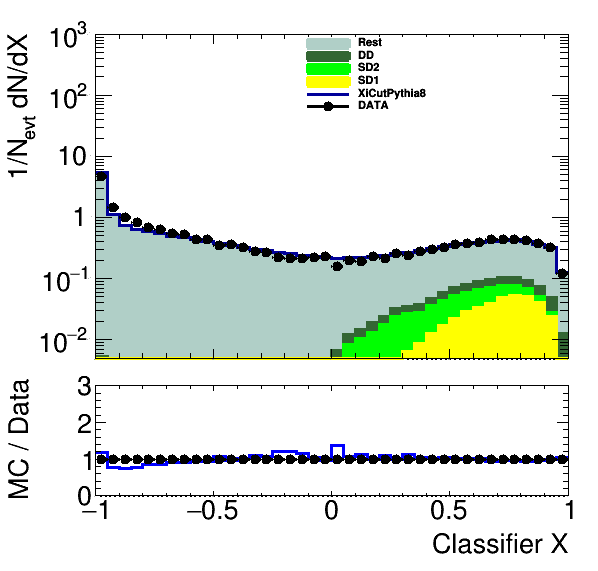 1/N_evt dN/dX
10³
10²
10
1
10⁻¹
10⁻²
Rest
DD
SD2
SD1
XiCutPythia8
DATA
MC / Data
3
2
1
0
−1 −0.5 0 0.5 1
Classifier X